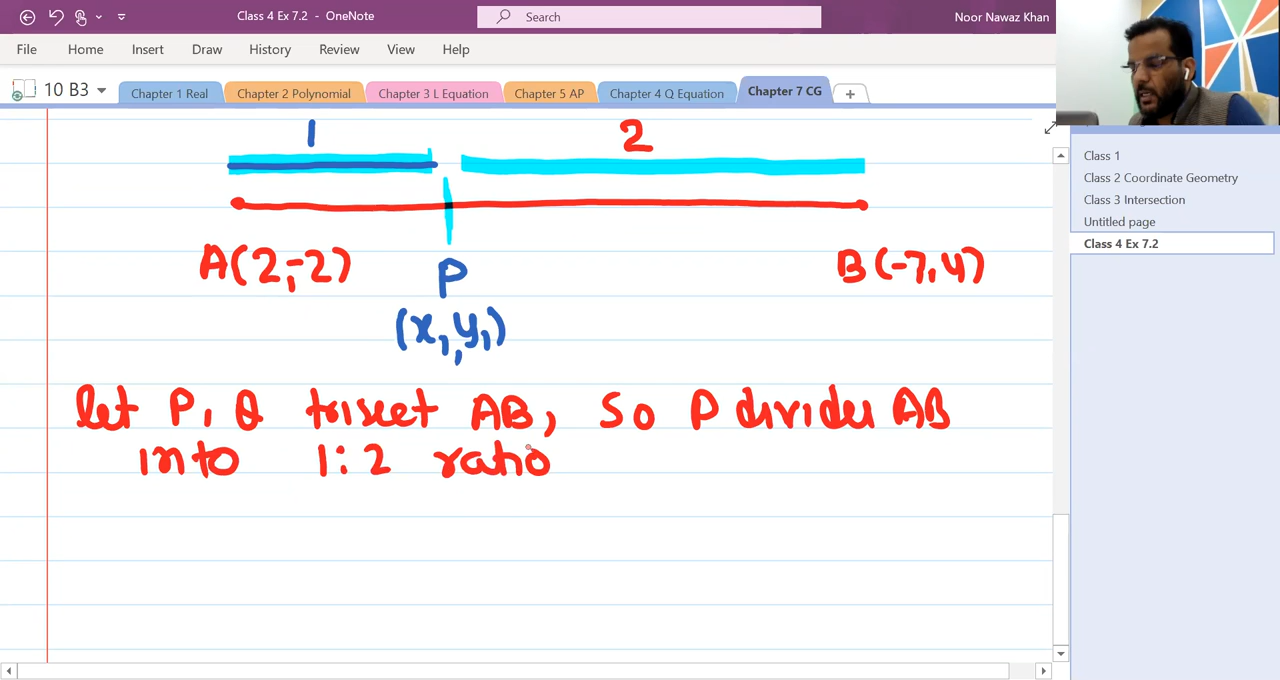 Class 4 Ex 7.2 - OneNote
Search
Noor Nawaz Khan
File Home Insert Draw History Review View Help
10 B3
Chapter 1 Real
Chapter 2 Polynomial
Chapter 3 L Equation
Chapter 5 AP
Chapter 4 Q Equation
Chapter 7 CG
Class 1
Class 2 Coordinate Geometry
Class 3 Intersection
Untitled page
Class 4 Ex 7.2
1 2
A(2,-2) P B(-7,4)
(x₁,y₁)
let P, Q trisect AB, So P divides AB
into 1:2 ratio